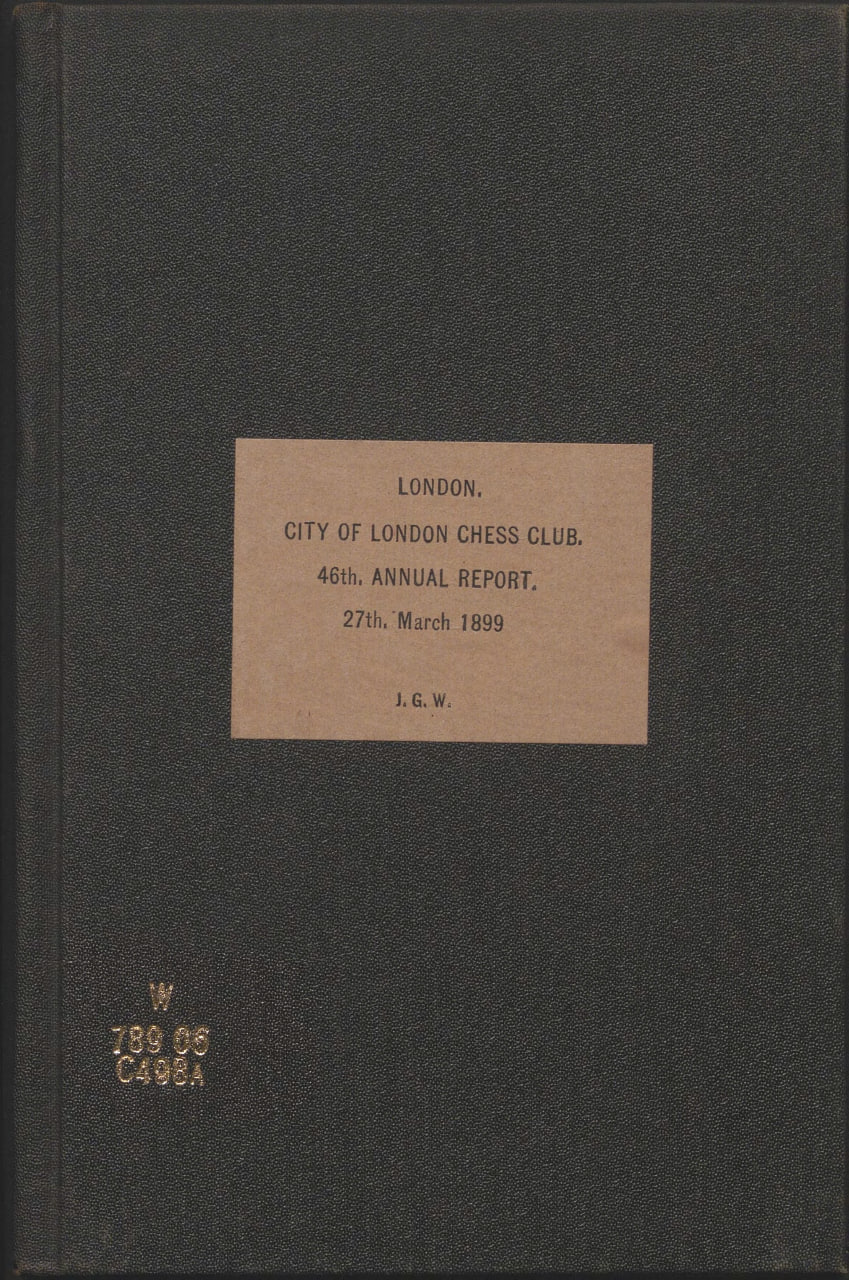 LONDON.
CITY OF LONDON CHESS CLUB.
46th. ANNUAL REPORT.
27th. March 1899
J. G. W.
W
789 06
C498A